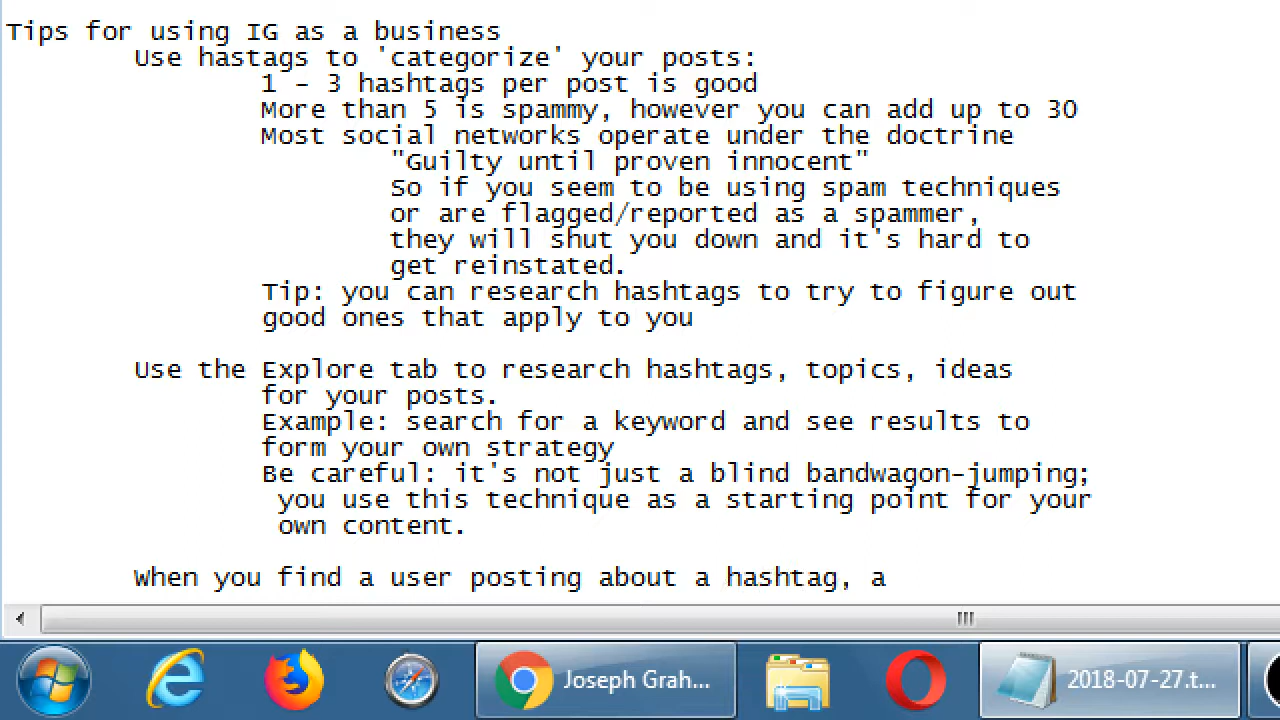 Tips for using IG as a business
Use hastags to 'categorize' your posts:
1 - 3 hashtags per post is good
More than 5 is spammy, however you can add up to 30
Most social networks operate under the doctrine
"Guilty until proven innocent"
So if you seem to be using spam techniques
or are flagged/reported as a spammer,
they will shut you down and it's hard to
get reinstated.
Tip: you can research hashtags to try to figure out
good ones that apply to you
Use the Explore tab to research hashtags, topics, ideas
for your posts.
Example: search for a keyword and see results to
form your own strategy
Be careful: it's not just a blind bandwagon-jumping;
you use this technique as a starting point for your
own content.
When you find a user posting about a hashtag, a
Joseph Grah...
2018-07-27.t...